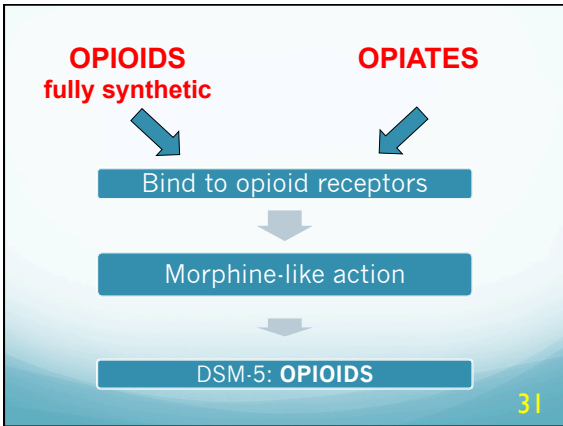 OPIOIDS
fully synthetic
OPIATES
Bind to opioid receptors
Morphine-like action
DSM-5: OPIOIDS
31